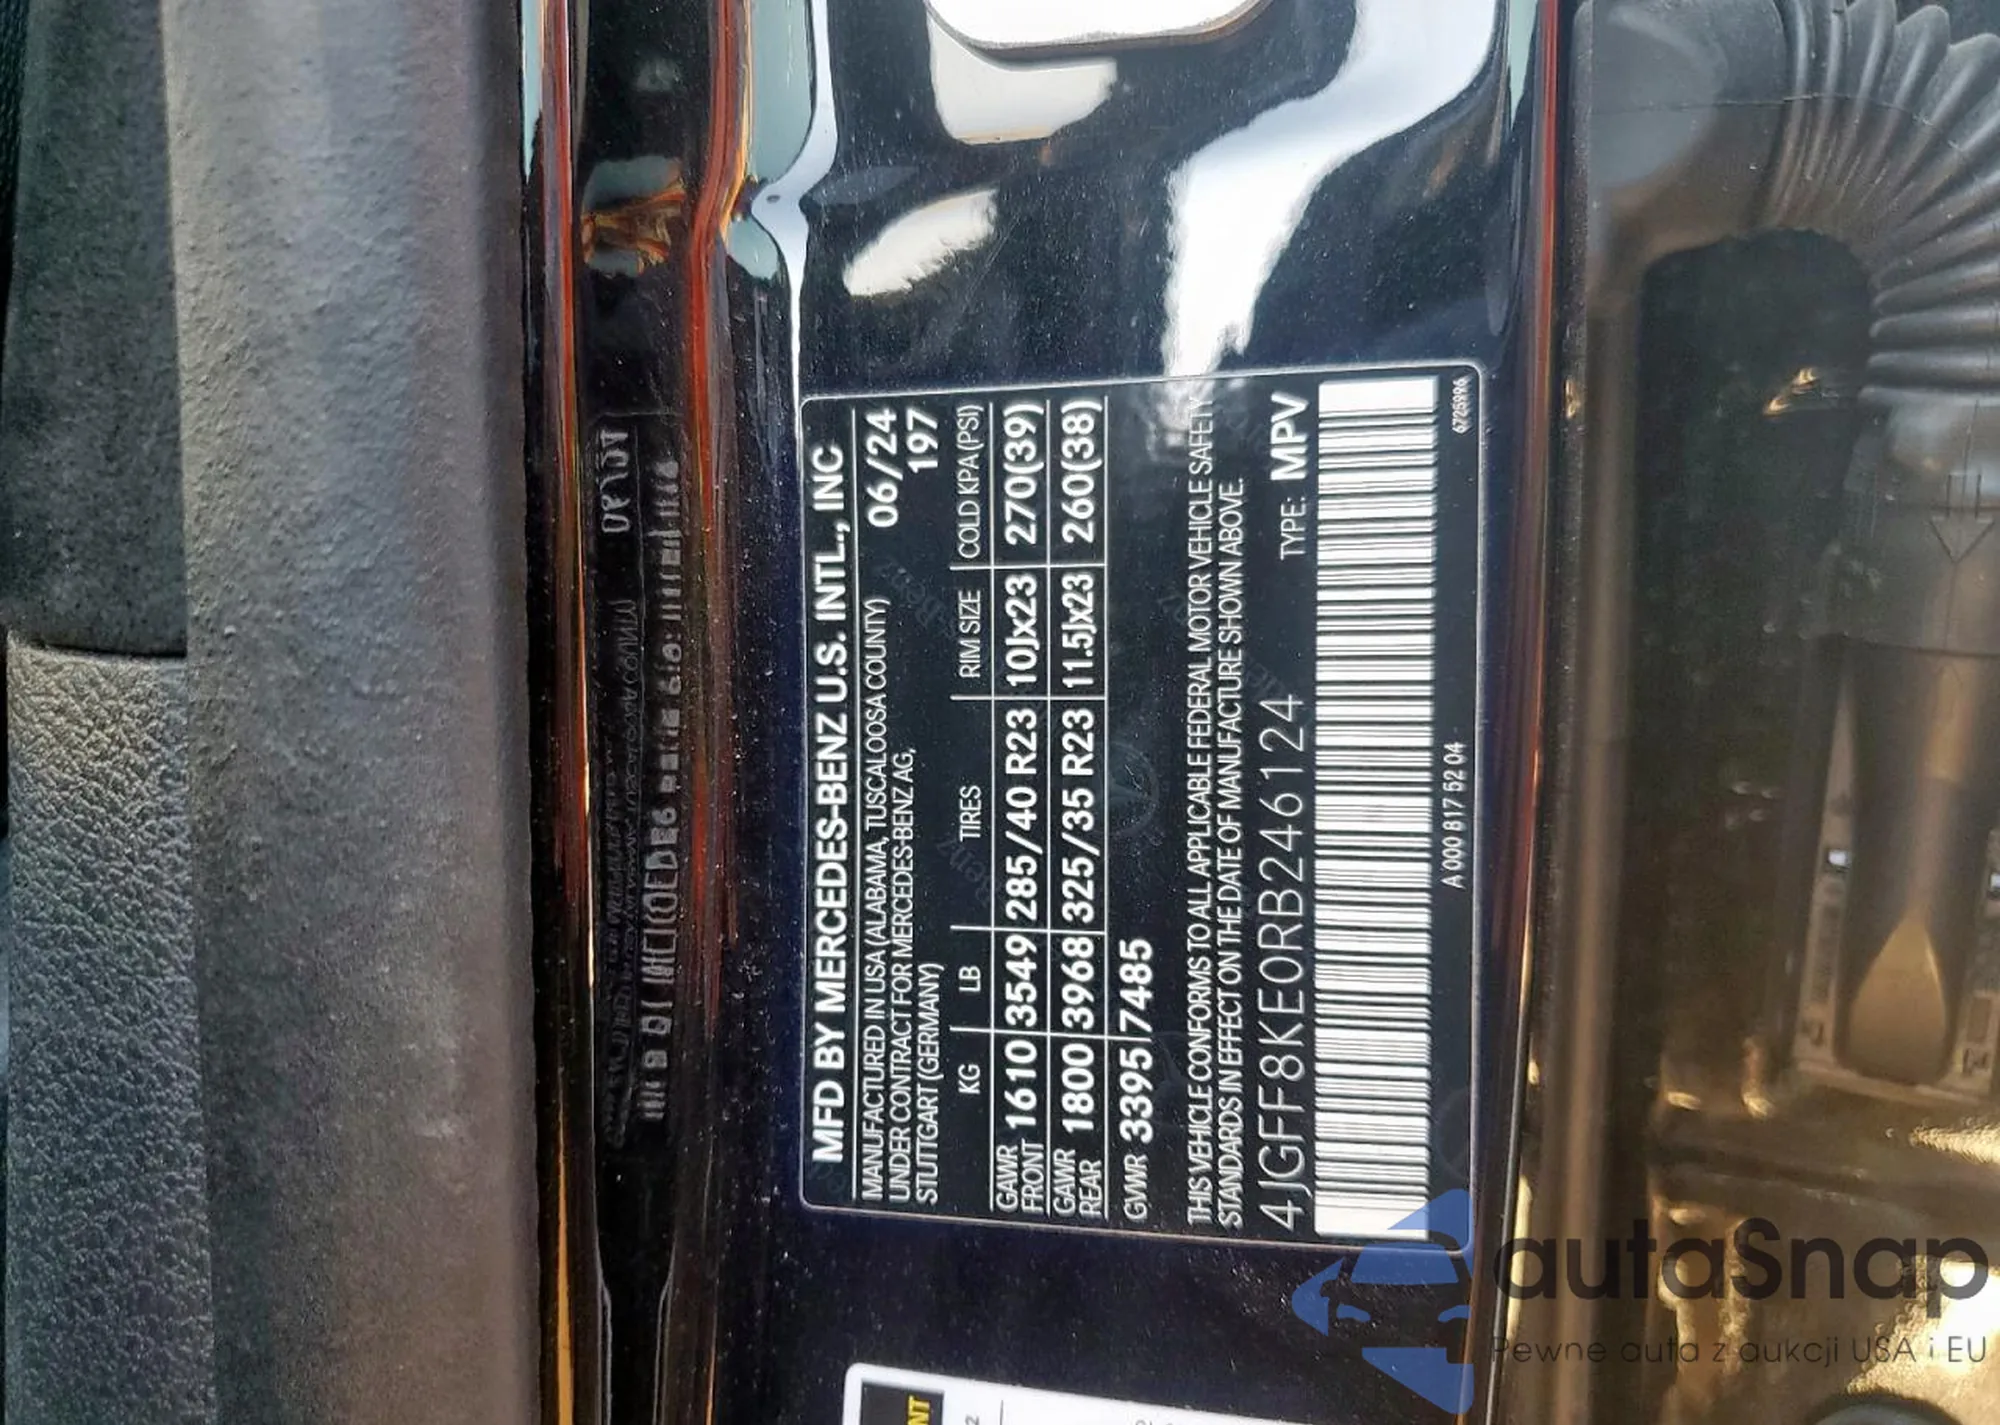 MFD BY MERCEDES-BENZ U.S. INTL., INC
MANUFACTURED IN USA (ALABAMA, TUSCALOOSA COUNTY) 06/24
UNDER CONTRACT FOR MERCEDES-BENZ AG, 197
STUTTGART (GERMANY)
KG LB TIRES RIM SIZE COLD KPA (PSI)
GAWR FRONT 1610 3549 285/40 R23 10Jx23 270(39)
GAWR REAR 1800 3968 325/35 R23 11.5Jx23 260(38)
GVWR 3395 7485
THIS VEHICLE CONFORMS TO ALL APPLICABLE FEDERAL MOTOR VEHICLE SAFETY
STANDARDS IN EFFECT ON THE DATE OF MANUFACTURE SHOWN ABOVE.
4JGFF8KE0RB246124 TYPE: MPV
A 000 817 52 04 6725996
autaSnap
Pewne auta z aukcji USA i EU